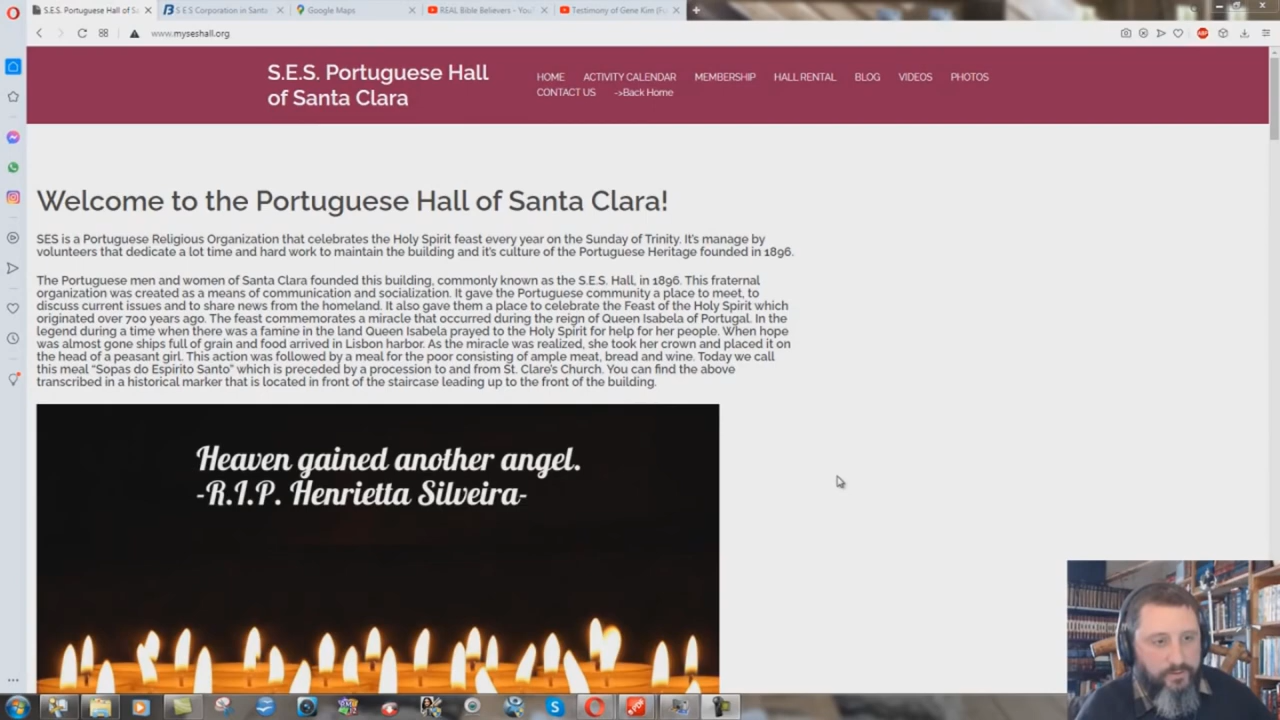 S.E.S. Portuguese Hall of Sa
S E S Corporation in Santa
Google Maps
REAL Bible Believers - You
Testimony of Gene Kim (Fu
www.myseshall.org
ABP
S.E.S. Portuguese Hall
of Santa Clara
HOME ACTIVITY CALENDAR MEMBERSHIP HALL RENTAL BLOG VIDEOS PHOTOS
CONTACT US ->Back Home
Welcome to the Portuguese Hall of Santa Clara!
SES is a Portuguese Religious Organization that celebrates the Holy Spirit feast every year on the Sunday of Trinity. It's manage by
volunteers that dedicate a lot time and hard work to maintain the building and it's culture of the Portuguese Heritage founded in 1896.
The Portuguese men and women of Santa Clara founded this building, commonly known as the S.E.S. Hall, in 1896. This fraternal
organization was created as a means of communication and socialization. It gave the Portuguese community a place to meet, to
discuss current issues and to share news from the homeland. It also gave them a place to celebrate the Feast of the Holy Spirit which
originated over 700 years ago. The feast commemorates a miracle that occurred during the reign of Queen Isabela of Portugal. In the
legend during a time when there was a famine in the land Queen Isabela prayed to the Holy Spirit for help for her people. When hope
was almost gone ships full of grain and food arrived in Lisbon harbor. As the miracle was realized, she took her crown and placed it on
the head of a peasant girl. This action was followed by a meal for the poor consisting of ample meat, bread and wine. Today we call
this meal "Sopas do Espirito Santo" which is preceded by a procession to and from St. Clare's Church. You can find the above
transcribed in a historical marker that is located in front of the staircase leading up to the front of the building.
Heaven gained another angel.
-R.I.P. Henrietta Silveira-